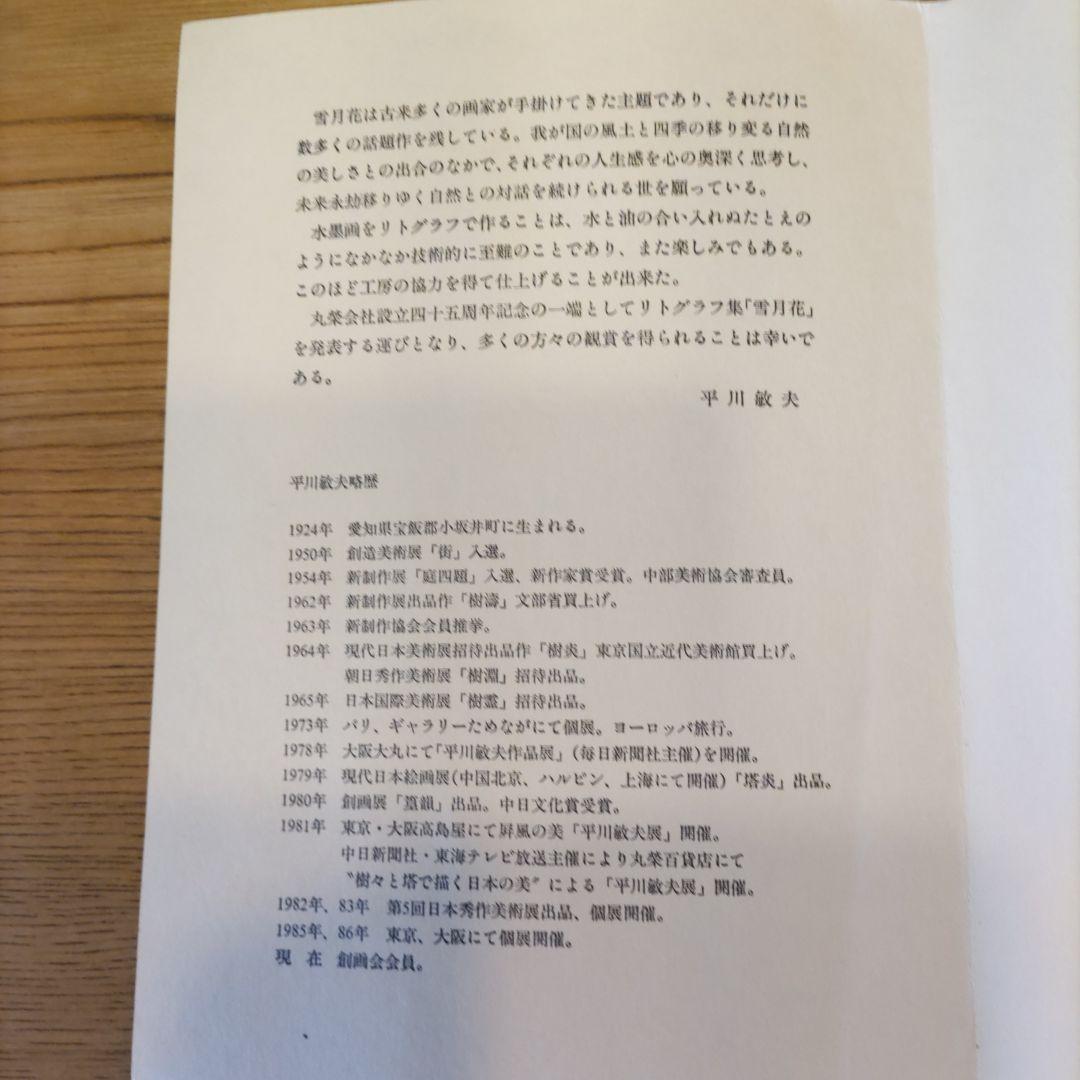 雪月花は古来多くの画家が手掛けてきた主題であり、それだけに
数多くの話題作を残している。我が国の風土と四季の移り変る自然
の美しさとの出合のなかで、それぞれの人生感を心の奥深く思考し、
未来永劫移りゆく自然との対話を続けられる世を願っている。
水墨画をリトグラフで作ることは、水と油の合い入れぬたとえの
ようになかなか技術的に至難のことであり、また楽しみでもある。
このほど工房の協力を得て仕上げることが出来た。
丸榮会社設立四十五周年記念の一端としてリトグラフ集「雪月花」
を発表する運びとなり、多くの方々の観賞を得られることは幸いで
ある。
平川敏夫
平川敏夫略歴
1924年 愛知県宝飯郡小坂井町に生まれる。
1950年 創造美術展「街」入選。
1954年 新制作展「庭四題」入選、新作家賞受賞。中部美術協会審査員。
1962年 新制作展出品作「樹濤」文部省買上げ。
1963年 新制作協会会員推挙。
1964年 現代日本美術展招待出品作「樹炎」東京国立近代美術館買上げ。
朝日秀作美術展「樹淵」招待出品。
1965年 日本国際美術展「樹霊」招待出品。
1973年 パリ、ギャラリーためながにて個展。ヨーロッパ旅行。
1978年 大阪大丸にて「平川敏夫作品展」(毎日新聞社主催)を開催。
1979年 現代日本絵画展(中国北京、ハルピン、上海にて開催)「塔炎」出品。
1980年 創画展「篁韻」出品。中日文化賞受賞。
1981年 東京・大阪高島屋にて屏風の美「平川敏夫展」開催。
中日新聞社・東海テレビ放送主催により丸榮百貨店にて
〝樹々と塔で描く日本の美〞による「平川敏夫展」開催。
1982年、83年 第5回日本秀作美術展出品、個展開催。
1985年、86年 東京、大阪にて個展開催。
現在 創画会会員。